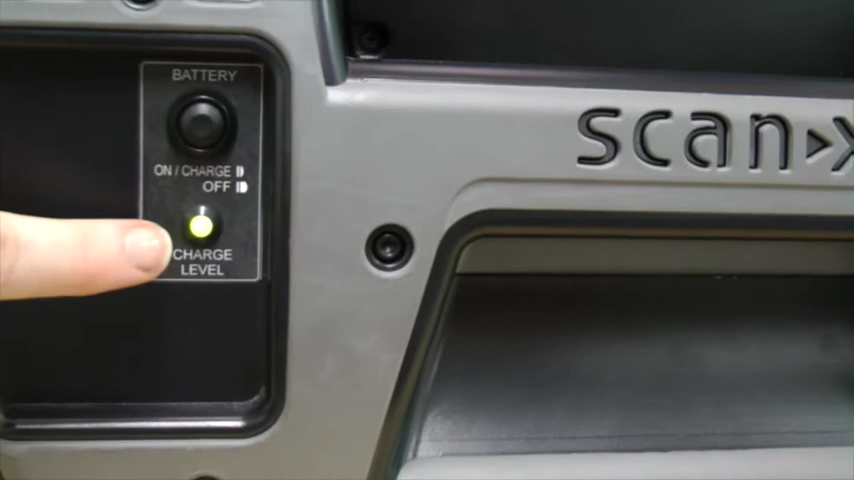 BATTERY
ON / CHARGE
OFF
CHARGE
LEVEL
scan